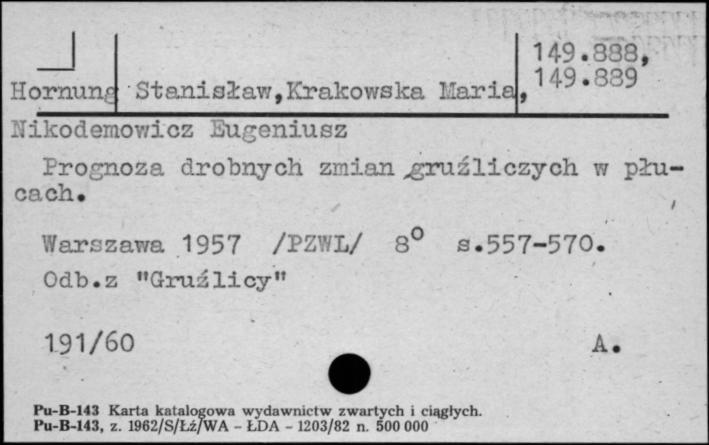 149.888,
Hornung Stanisław, Krakowska Maria, 149.889
Nikodemowicz Eugeniusz
Prognoza drobnych zmian gruźliczych w płu-
cach.
Warszawa 1957 /PZWL/ 8° s.557-570.
Odb.z "Gruźlicy"
191/60 A.
Pu-B-143 Karta katalogowa wydawnictw zwartych i ciągłych.
Pu-B-143, z. 1962/S/Łź/WA - ŁDA - 1203/82 n. 500 000